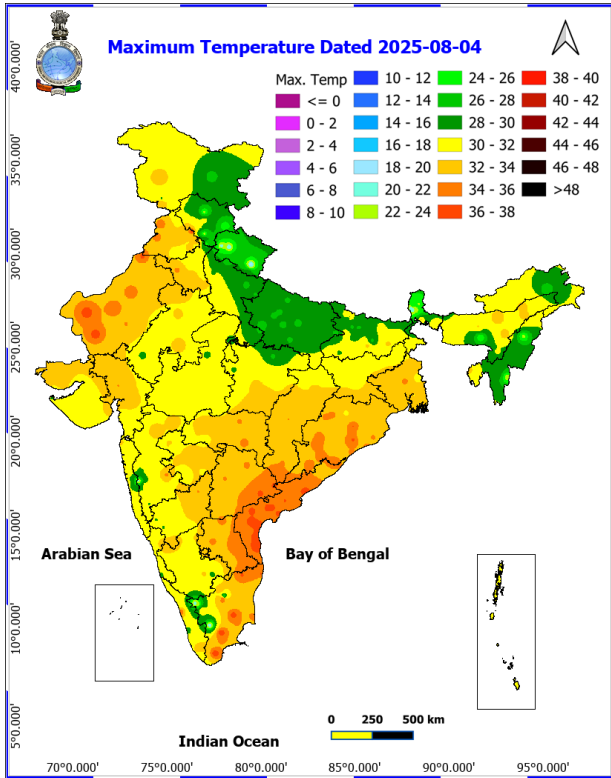 Maximum Temperature Dated 2025-08-04
Max. Temp
<= 0
0 - 2
2 - 4
4 - 6
6 - 8
8 - 10
10 - 12
12 - 14
14 - 16
16 - 18
18 - 20
20 - 22
22 - 24
24 - 26
26 - 28
28 - 30
30 - 32
32 - 34
34 - 36
36 - 38
38 - 40
40 - 42
42 - 44
44 - 46
46 - 48
>48
40°0.000'
35°0.000'
30°0.000'
25°0.000'
20°0.000'
15°0.000'
10°0.000'
5°0.000'
Arabian Sea
Bay of Bengal
Indian Ocean
0 250 500 km
70°0.000' 75°0.000' 80°0.000' 85°0.000' 90°0.000' 95°0.000'